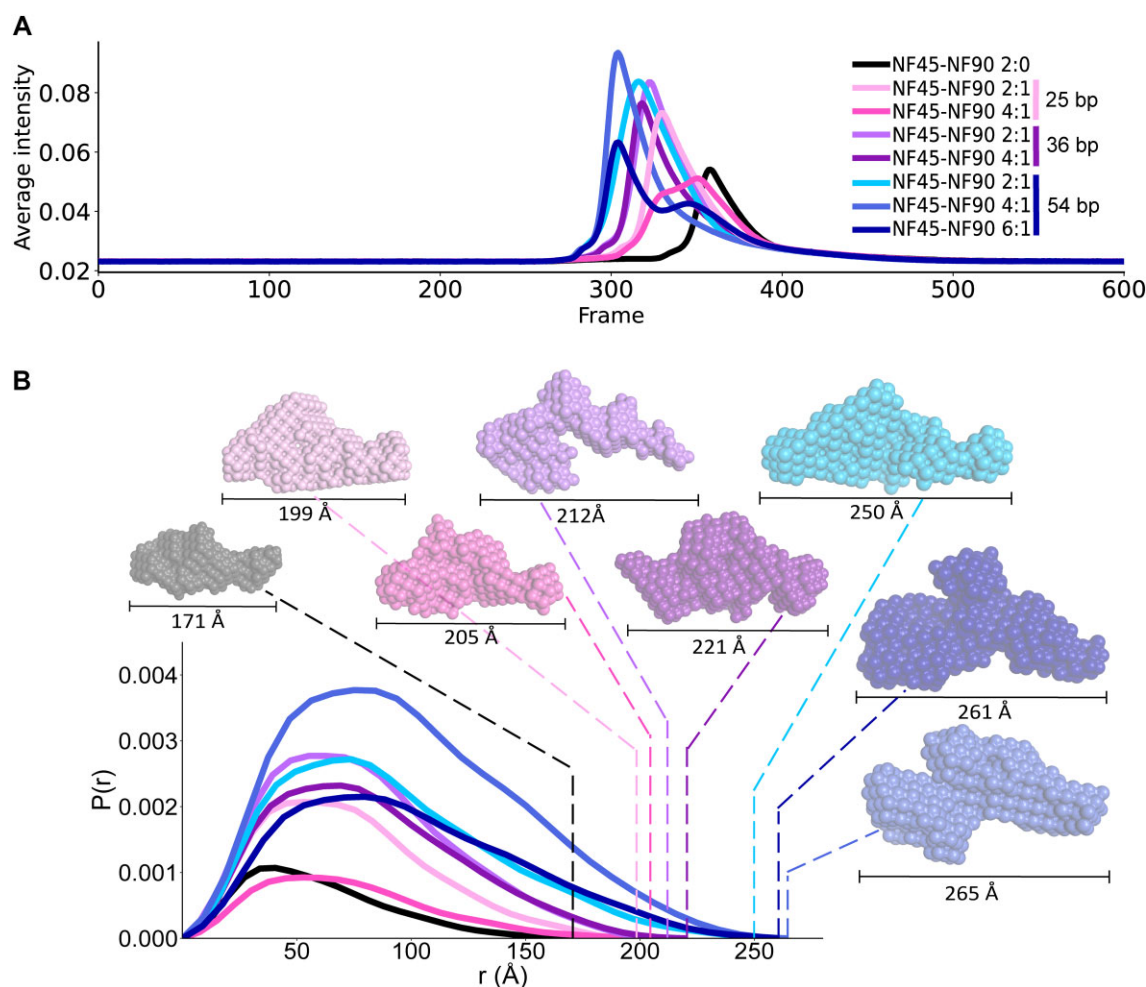 A
Average intensity
0.08
0.06
0.04
0.02
0
100
200
300
400
500
600
Frame
NF45-NF90 2:0
NF45-NF90 2:1
NF45-NF90 4:1
25 bp
NF45-NF90 2:1
NF45-NF90 4:1
36 bp
NF45-NF90 2:1
NF45-NF90 4:1
NF45-NF90 6:1
54 bp
B
199 Å
212Å
250 Å
171 Å
205 Å
221 Å
261 Å
265 Å
P(r)
0.004
0.003
0.002
0.001
0.000
50
100
150
200
250
r (Å)